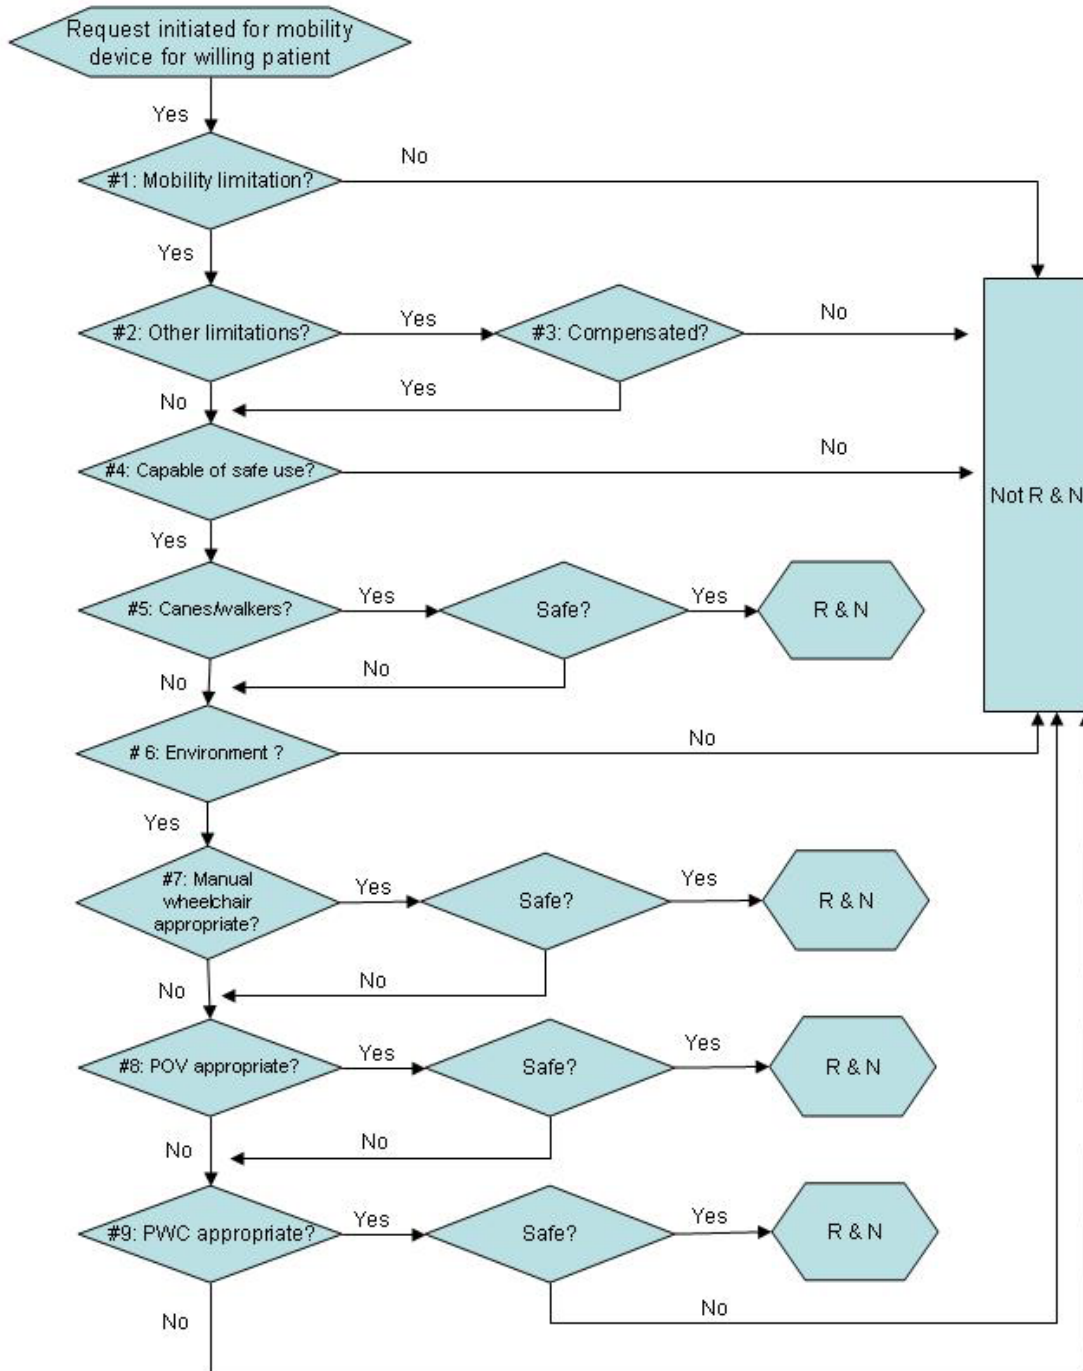 Request initiated for mobility
device for willing patient
Yes
#1: Mobility limitation?
No
Yes
#2: Other limitations?
Yes
#3: Compensated?
No
No
Yes
#4: Capable of safe use?
No
Not R & N
Yes
#5: Canes/walkers?
Yes
Safe?
Yes
R & N
No
No
# 6: Environment ?
No
Yes
#7: Manual
wheelchair
appropriate?
Yes
Safe?
Yes
R & N
No
No
#8: POV appropriate?
Yes
Safe?
Yes
R & N
No
No
#9: PWC appropriate?
Yes
Safe?
Yes
R & N
No
No